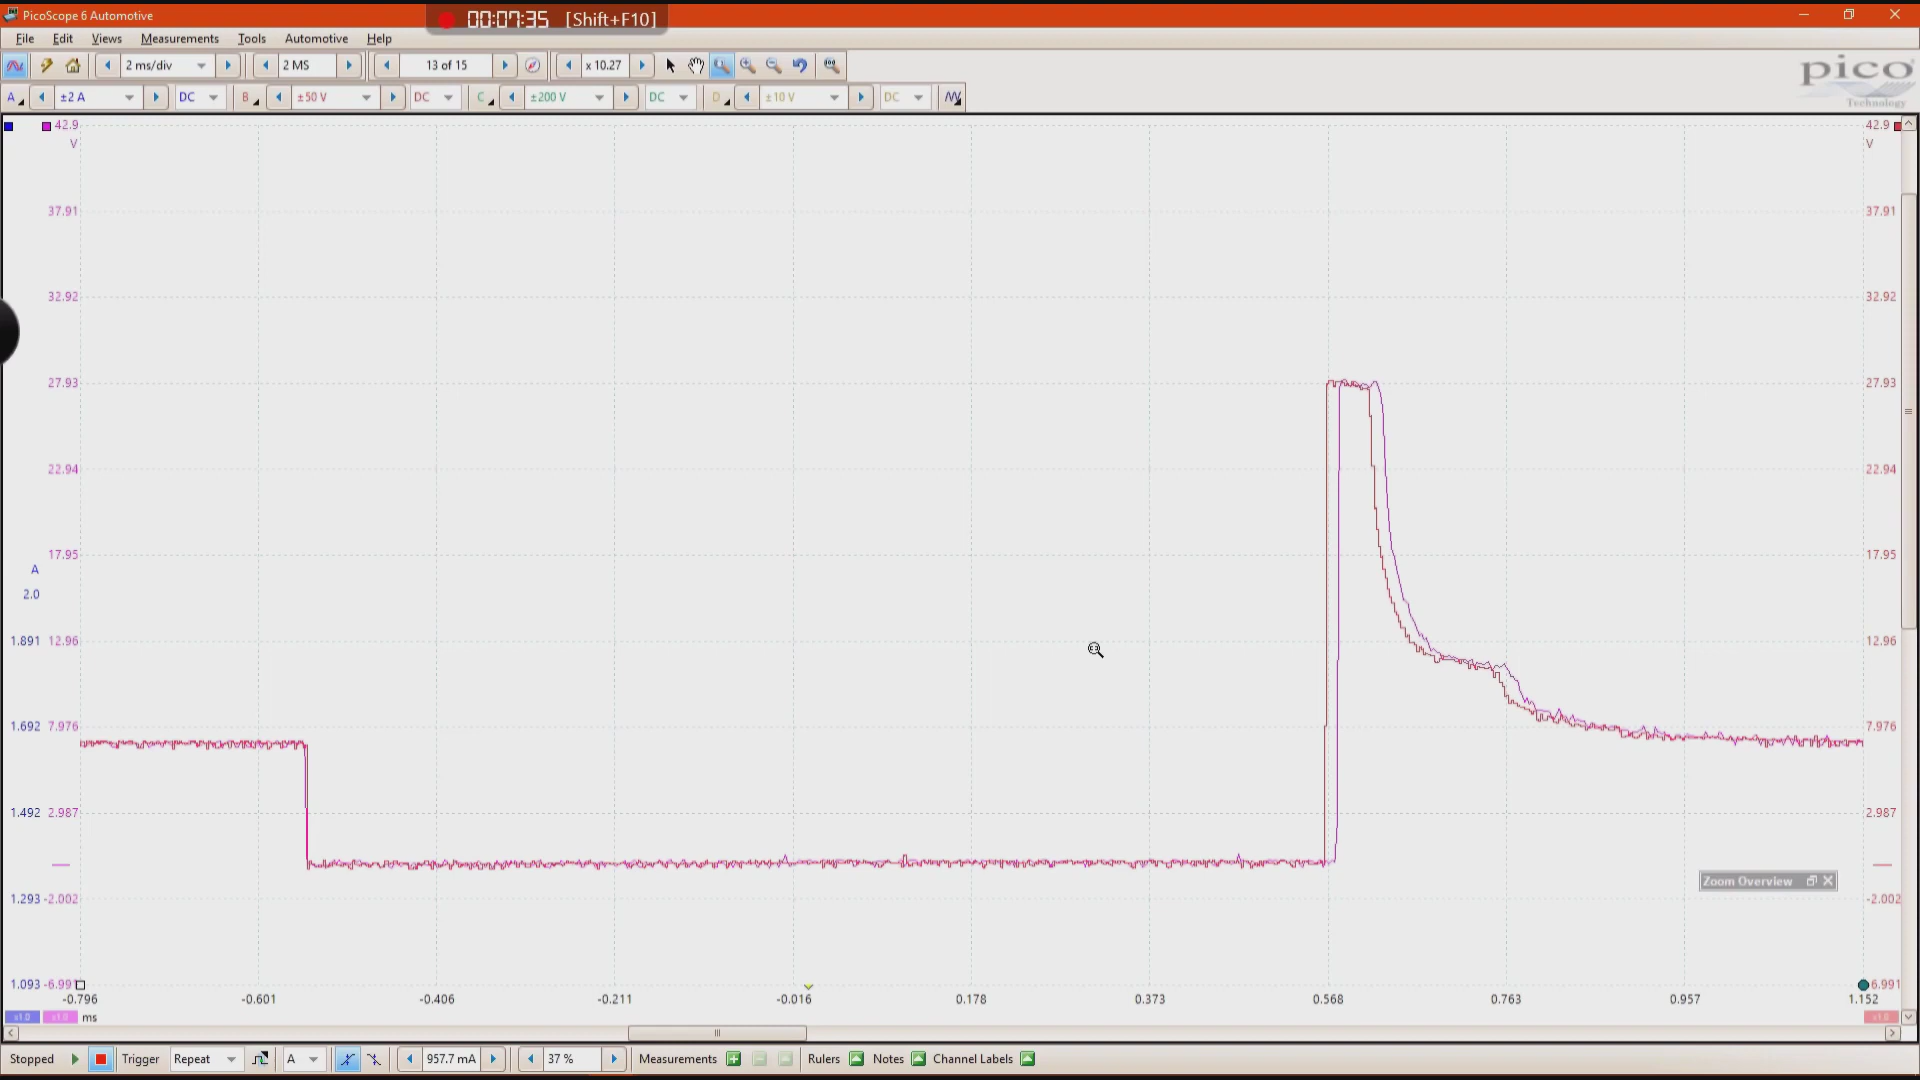 PicoScope 6 Automotive
00:07:35 [Shift+F10]
File Edit Views Measurements Tools Automotive Help
2 ms/div 2 MS 13 of 15 x 10.27
pico
Technology
A ±2 A DC B ±50 V DC C ±200 V DC D ±10 V DC
42.9 42.9
V V
37.91 37.91
32.92 32.92
27.93 27.93
22.94 22.94
17.95 17.95
A
2.0
1.891 12.96 12.96
1.692 7.976 7.976
1.492 2.987 2.987
Zoom Overview
1.293 -2.002 -2.002
1.093 -6.991 6.991
-0.796 -0.601 -0.406 -0.211 -0.016 0.178 0.373 0.568 0.763 0.957 1.152
x1.0 x1.0 ms x1.0
Stopped Trigger Repeat A 957.7 mA 37 % Measurements Rulers Notes Channel Labels